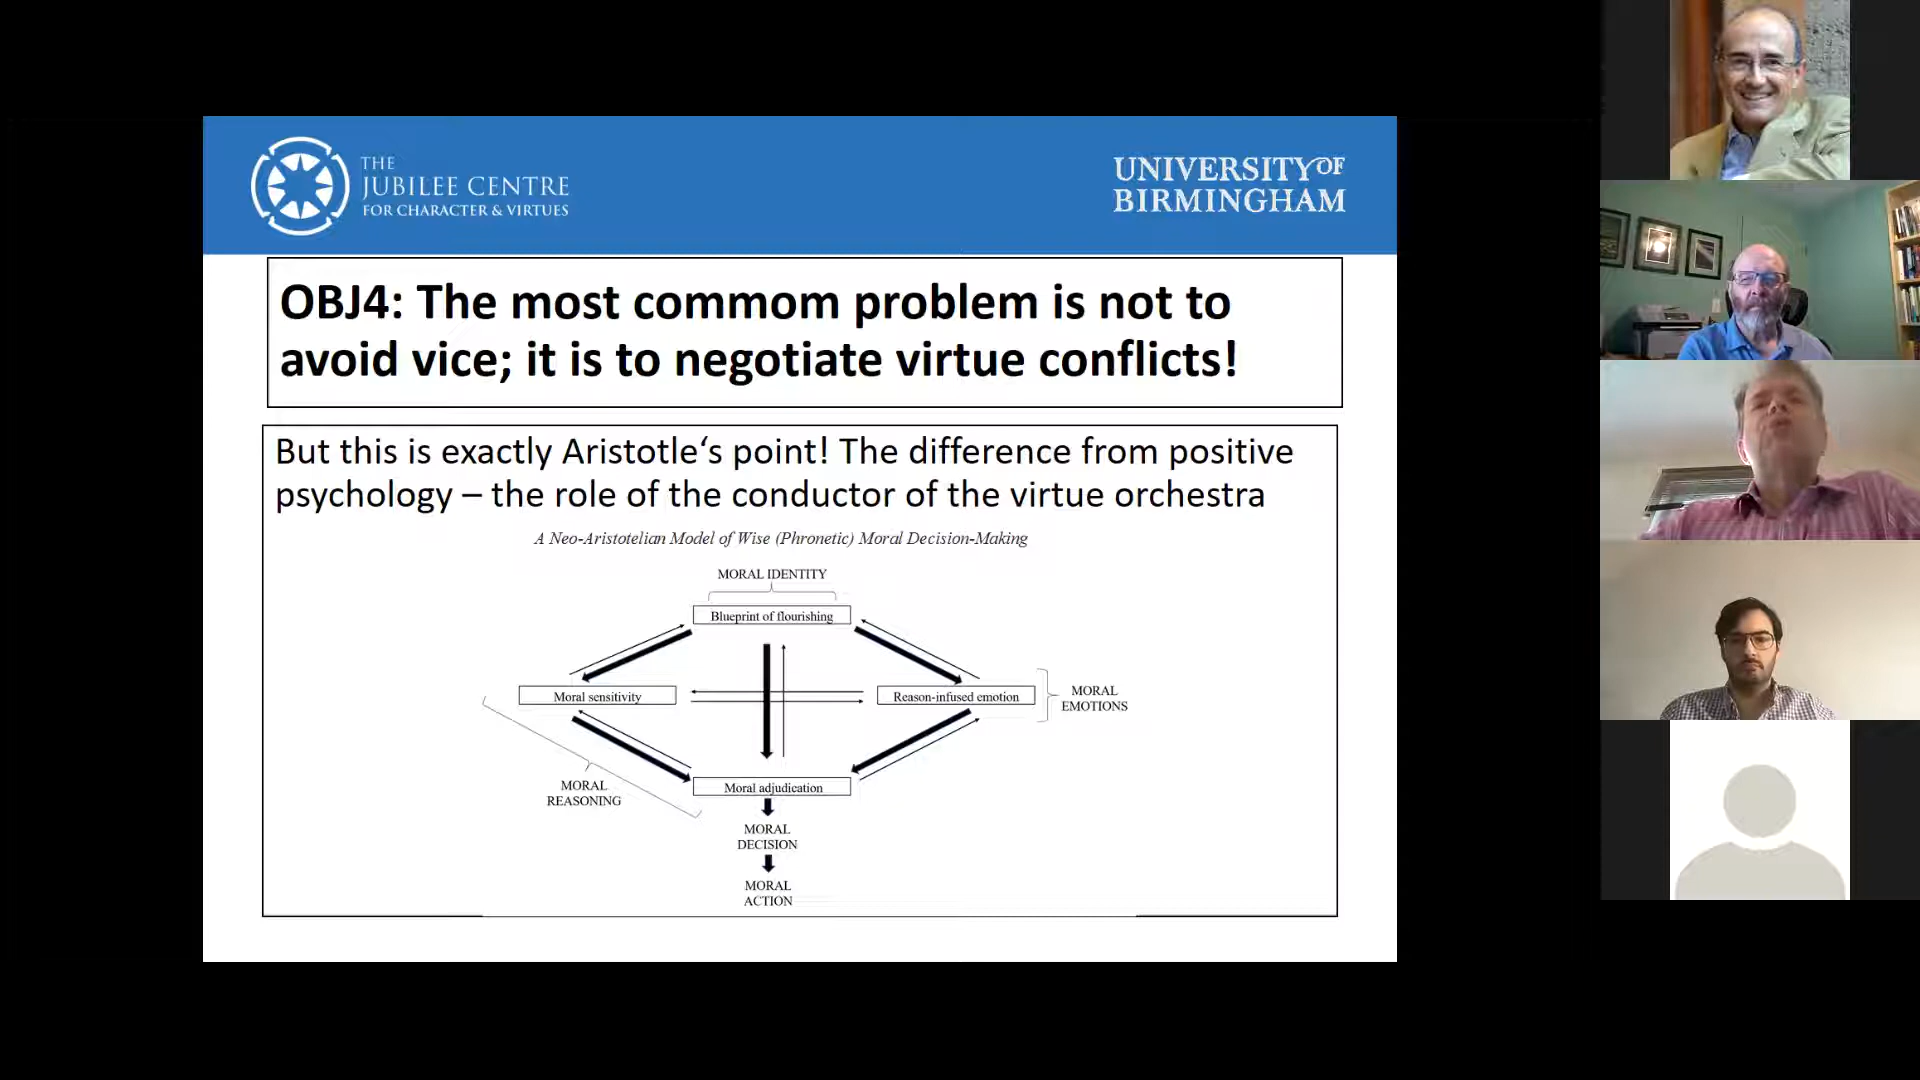 THE
JUBILEE CENTRE
FOR CHARACTER & VIRTUES
UNIVERSITY OF
BIRMINGHAM
OBJ4: The most commom problem is not to
avoid vice; it is to negotiate virtue conflicts!
But this is exactly Aristotle‘s point! The difference from positive
psychology – the role of the conductor of the virtue orchestra
A Neo-Aristotelian Model of Wise (Phronetic) Moral Decision-Making
MORAL IDENTITY
Blueprint of flourishing
Moral sensitivity
Reason-infused emotion
MORAL
EMOTIONS
MORAL
REASONING
Moral adjudication
MORAL
DECISION
MORAL
ACTION